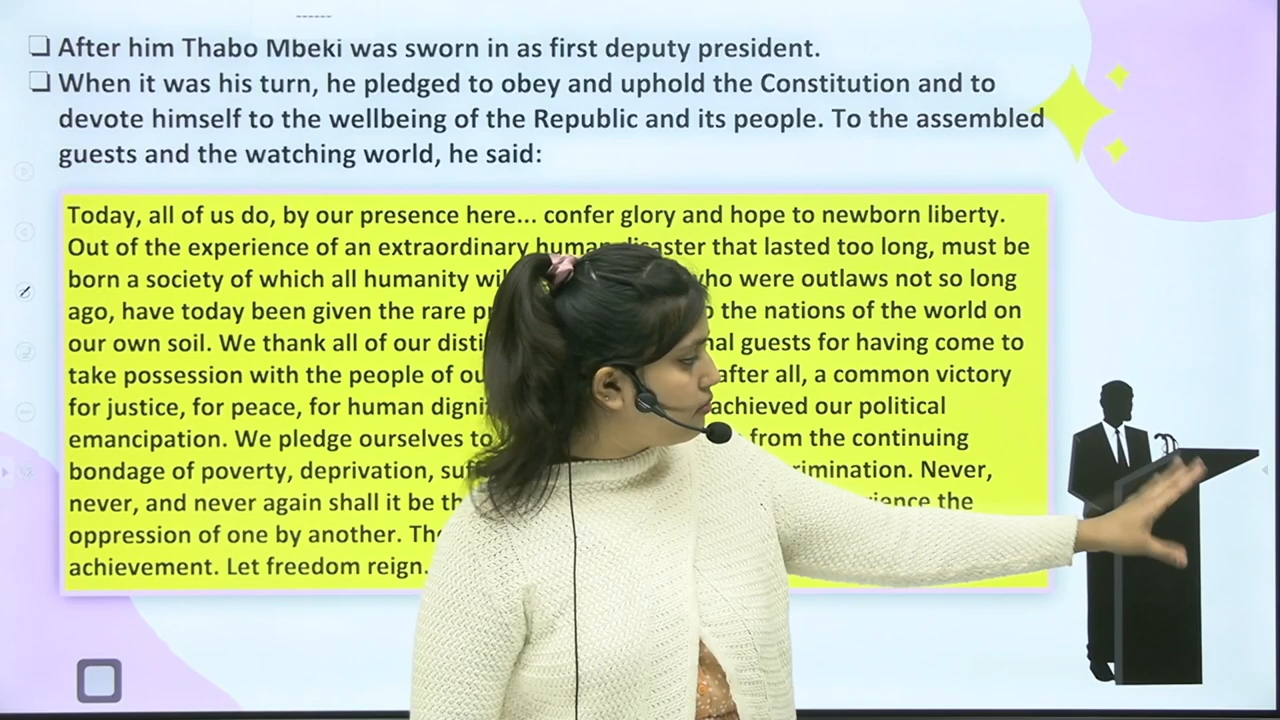 ------
❑ After him Thabo Mbeki was sworn in as first deputy president.
❑ When it was his turn, he pledged to obey and uphold the Constitution and to
devote himself to the wellbeing of the Republic and its people. To the assembled
guests and the watching world, he said:
Today, all of us do, by our presence here... confer glory and hope to newborn liberty.
Out of the experience of an extraordinary human disaster that lasted too long, must be
born a society of which all humanity who were outlaws not so long
ago, have today been given the rare the nations of the world on
our own soil. We thank all of our guests for having come to
take possession with the people of after all, a common victory
for justice, for peace, for human achieved our political
emancipation. We pledge ourselves to from the continuing
bondage of poverty, deprivation, Never,
never, and never again shall it be the
oppression of one by another.
achievement. Let freedom reign.